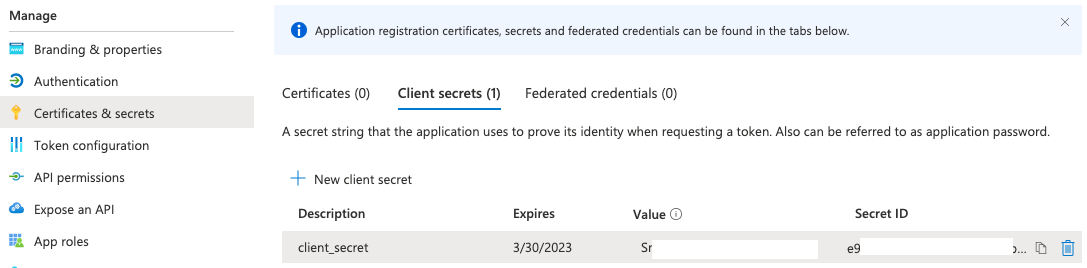 Manage
Branding & properties
Authentication
Certificates & secrets
Token configuration
API permissions
Expose an API
App roles
Application registration certificates, secrets and federated credentials can be found in the tabs below.
Certificates (0) Client secrets (1) Federated credentials (0)
A secret string that the application uses to prove its identity when requesting a token. Also can be referred to as application password.
New client secret
Description Expires Value Secret ID
client_secret 3/30/2023 Sr e9 ...